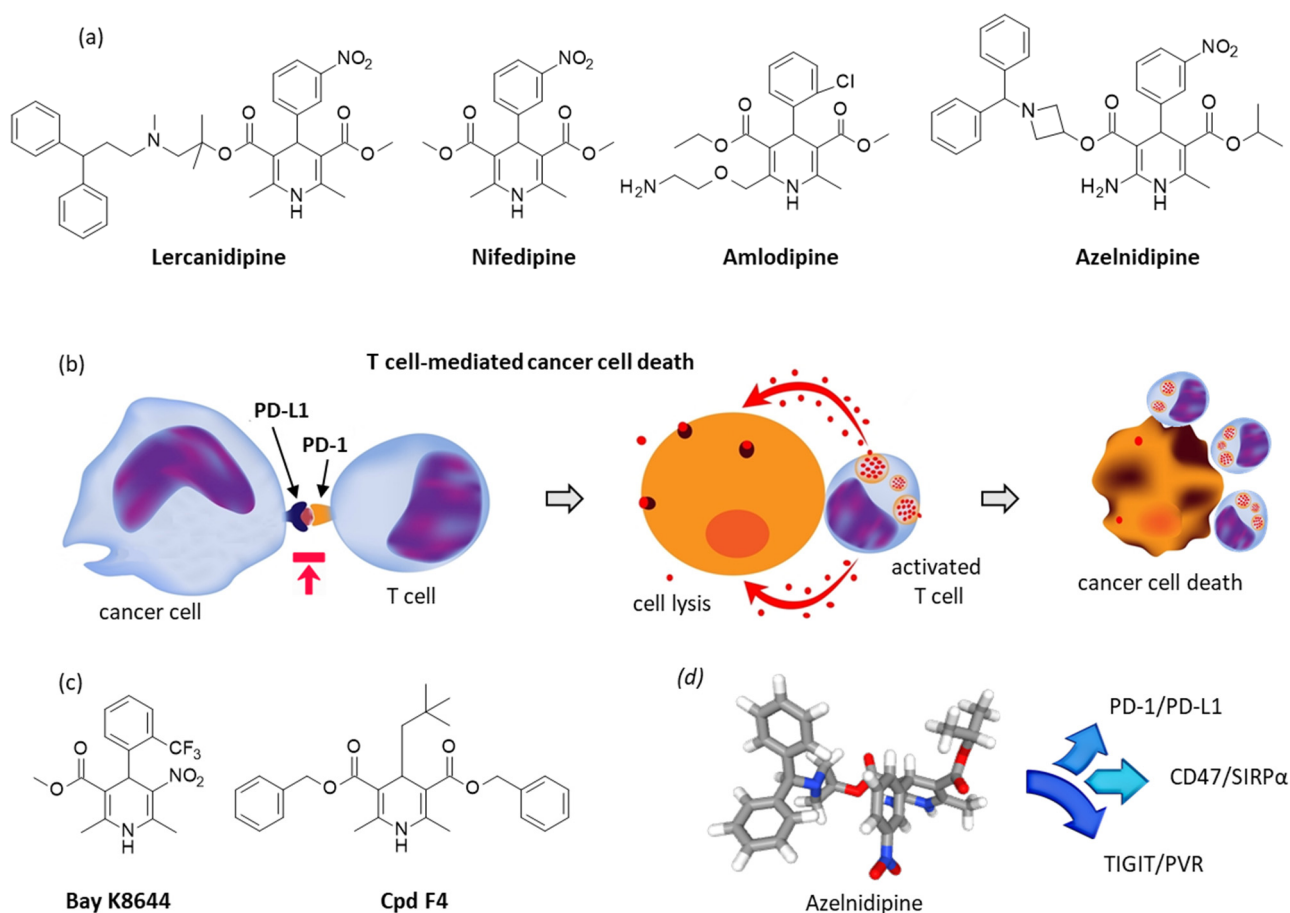 (a)
NO₂
O
O
N
O
O
N
H
Lercanidipine
NO₂
O
O
O
O
N
H
Nifedipine
Cl
O
O
O
O
H₂N
O
N
H
Amlodipine
NO₂
N
O
O
O
O
H₂N
N
H
Azelnidipine
(b)
T cell-mediated cancer cell death
PD-L1
PD-1
cancer cell
T cell
cell lysis
activated
T cell
cancer cell death
(c)
CF₃
O
NO₂
O
N
H
Bay K8644
O
O
O
O
N
H
Cpd F4
(d)
Azelnidipine
PD-1/PD-L1
CD47/SIRPα
TIGIT/PVR